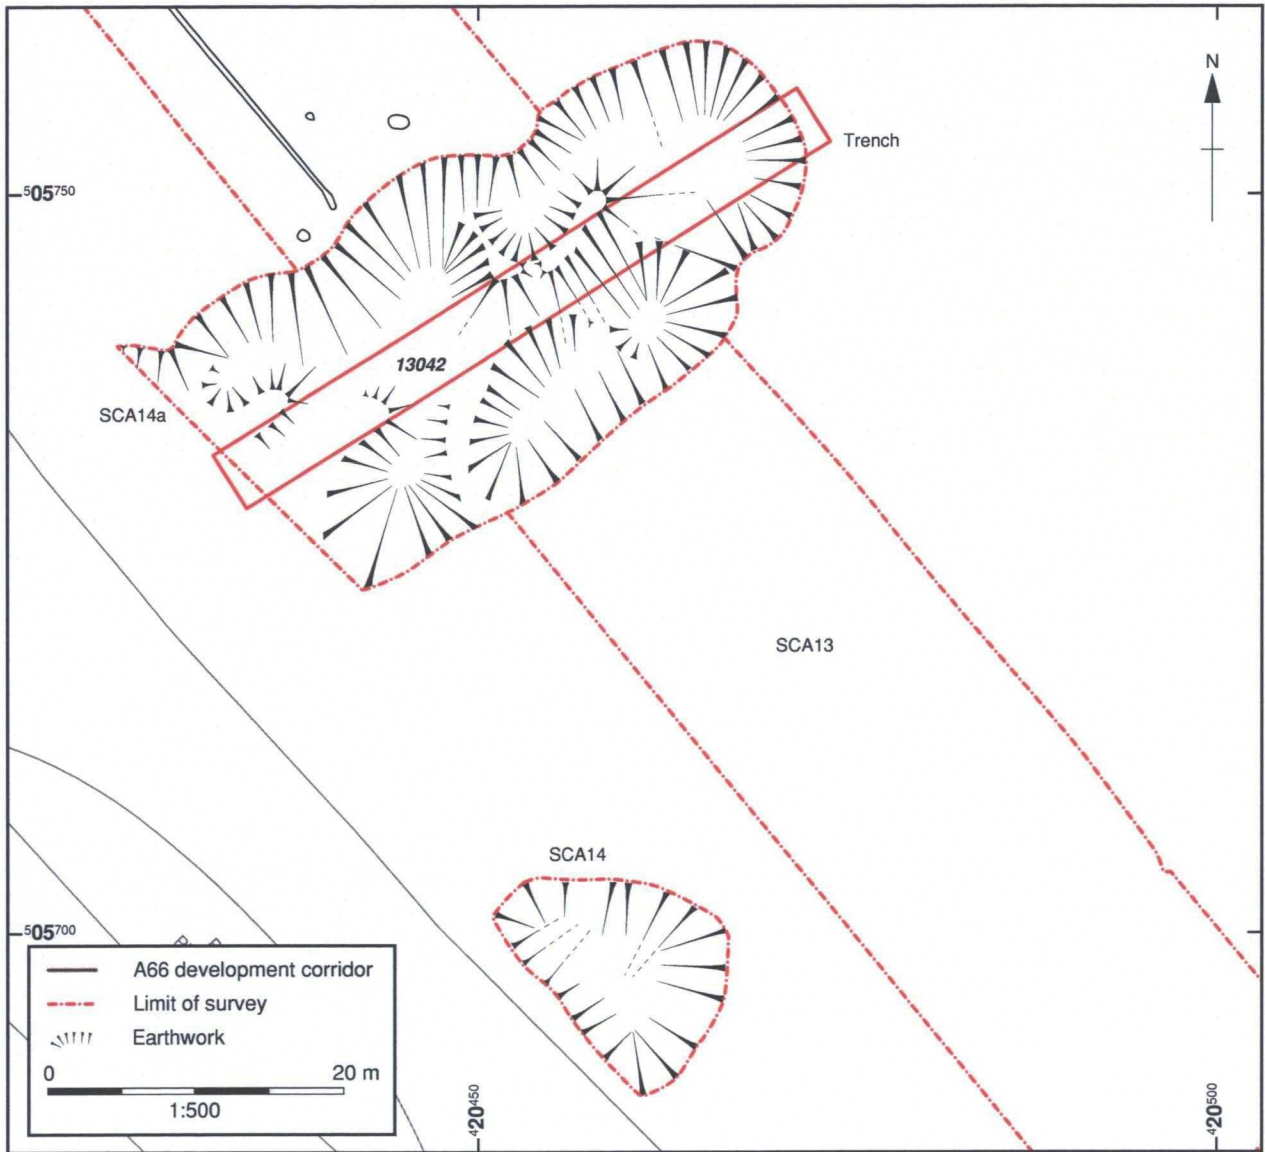 N
Trench
505750
13042
SCA14a
SCA13
SCA14
505700
A66 development corridor
Limit of survey
Earthwork
0 20 m
1:500
420450
420500